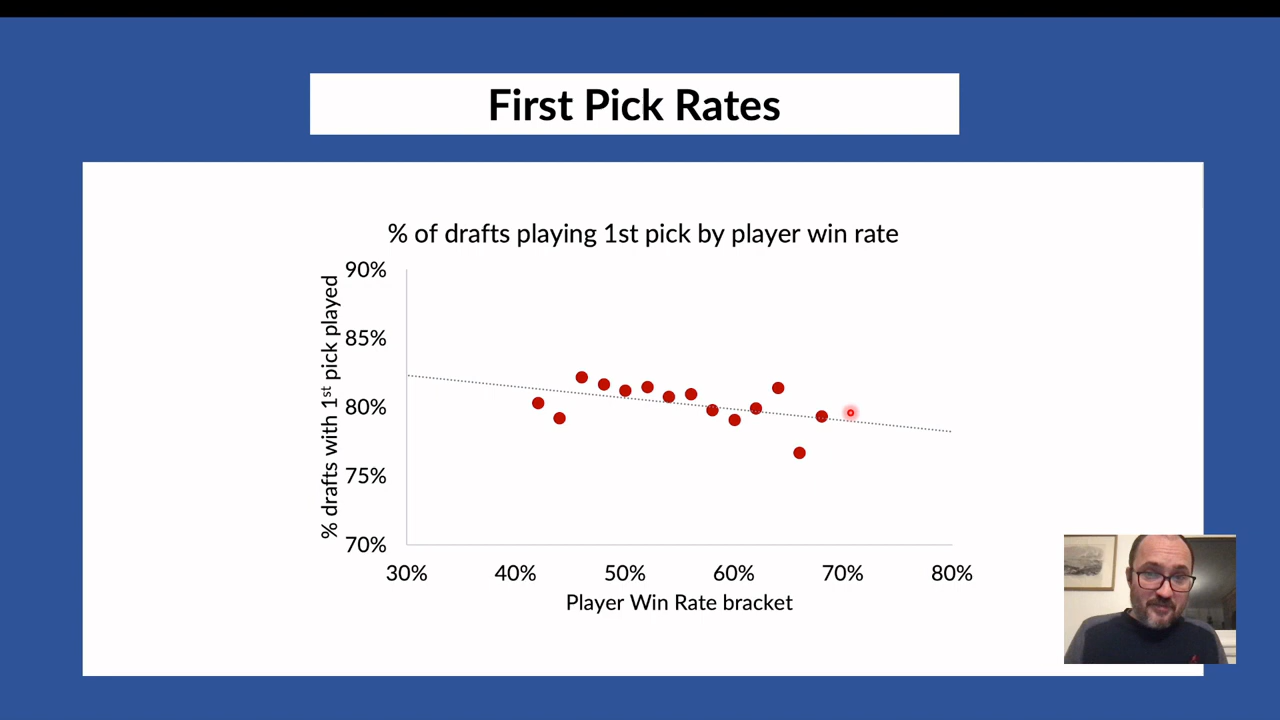 First Pick Rates
% of drafts playing 1st pick by player win rate
% drafts with 1st pick played
90%
85%
80%
75%
70%
30% 40% 50% 60% 70% 80%
Player Win Rate bracket